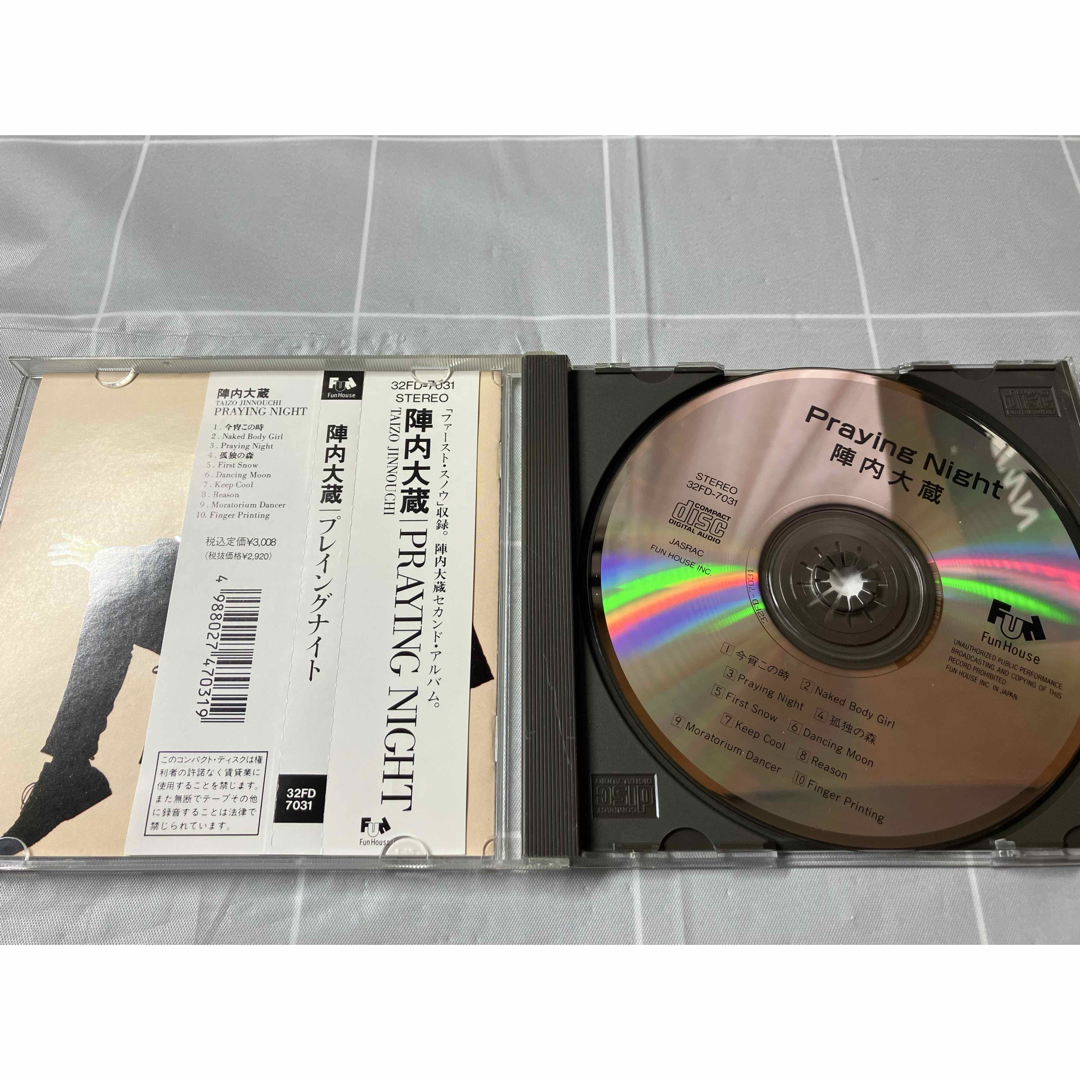 陣内大蔵
TAIZO JINNOUCHI
PRAYING NIGHT
1. 今宵この時
2. Naked Body Girl
3. Praying Night
4. 孤独の森
5. First Snow
6. Dancing Moon
7. Keep Cool
8. Reason
9. Moratorium Dancer
10. Finger Printing
税込定価¥3,008
(税抜価格¥2,920)
4 988027 470319
このコンパクト・ディスクは権
利者の許諾なく賃貸業に
使用することを禁じます。
また無断でテープその他
に録音することは法律で
禁じられています。
Fun
FunHouse
陣内大蔵|プレイングナイト
32FD
7031
32FD-7031
STEREO
「ファースト・スノウ」収録。陣内大蔵セカンド・アルバム。
陣内大蔵|PRAYING NIGHT
TAIZO JINNOUCHI
Fun
FunHouse
Praying Night
陣内大蔵
STEREO
32FD-7031
COMPACT
disc
DIGITAL AUDIO
JASRAC
FUN HOUSE INC.
Fun
FunHouse
UNAUTHORIZED PUBLIC PERFORMANCE
BROADCASTING AND COPYING OF THIS
RECORD PROHIBITED.
FUN HOUSE INC. IN JAPAN
1 今宵この時 2 Naked Body Girl
3 Praying Night 4 孤独の森
5 First Snow 6 Dancing Moon
7 Keep Cool 8 Reason
9 Moratorium Dancer 10 Finger Printing